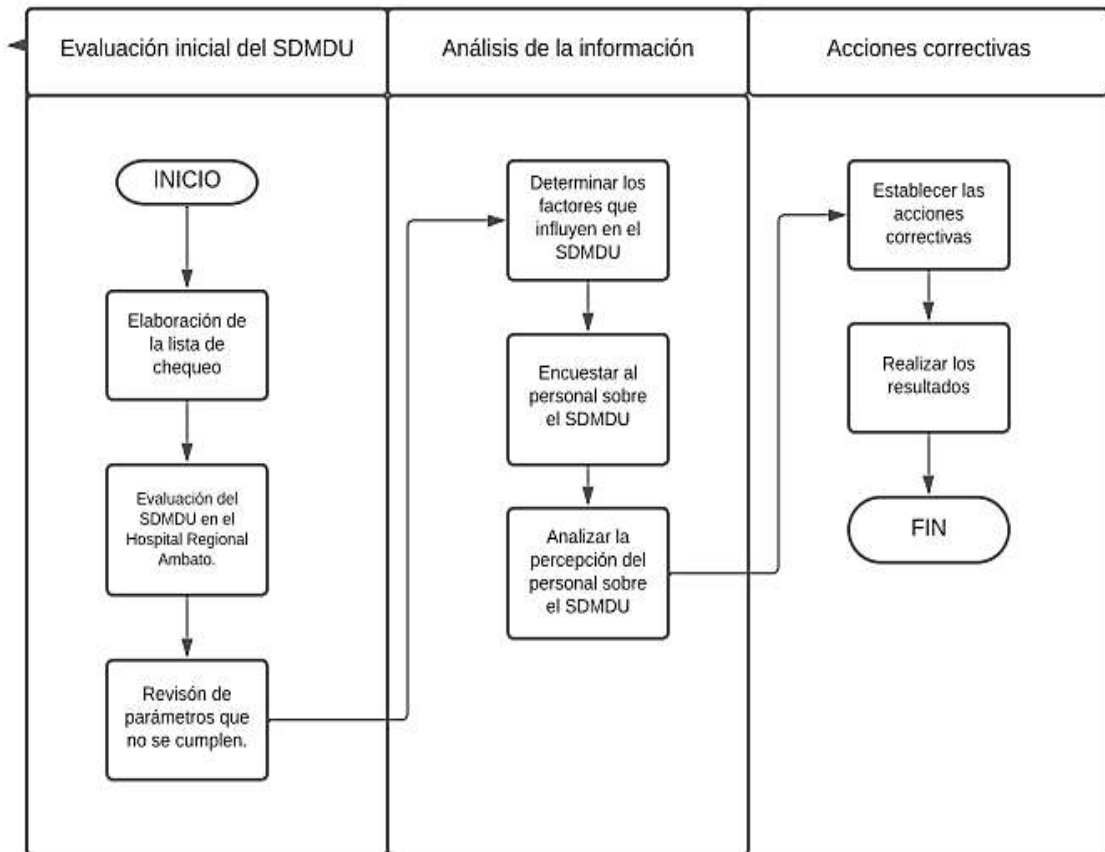 Evaluación inicial del SDMDU
Análisis de la información
Acciones correctivas
INICIO
Elaboración de
la lista de
chequeo
Evaluación del
SDMDU en el
Hospital Regional
Ambato.
Revisón de
parámetros que
no se cumplen.
Determinar los
factores que
influyen en el
SDMDU
Encuestar al
personal sobre
el SDMDU
Analizar la
percepción del
personal sobre
el SDMDU
Establecer las
acciones
correctivas
Realizar los
resultados
FIN